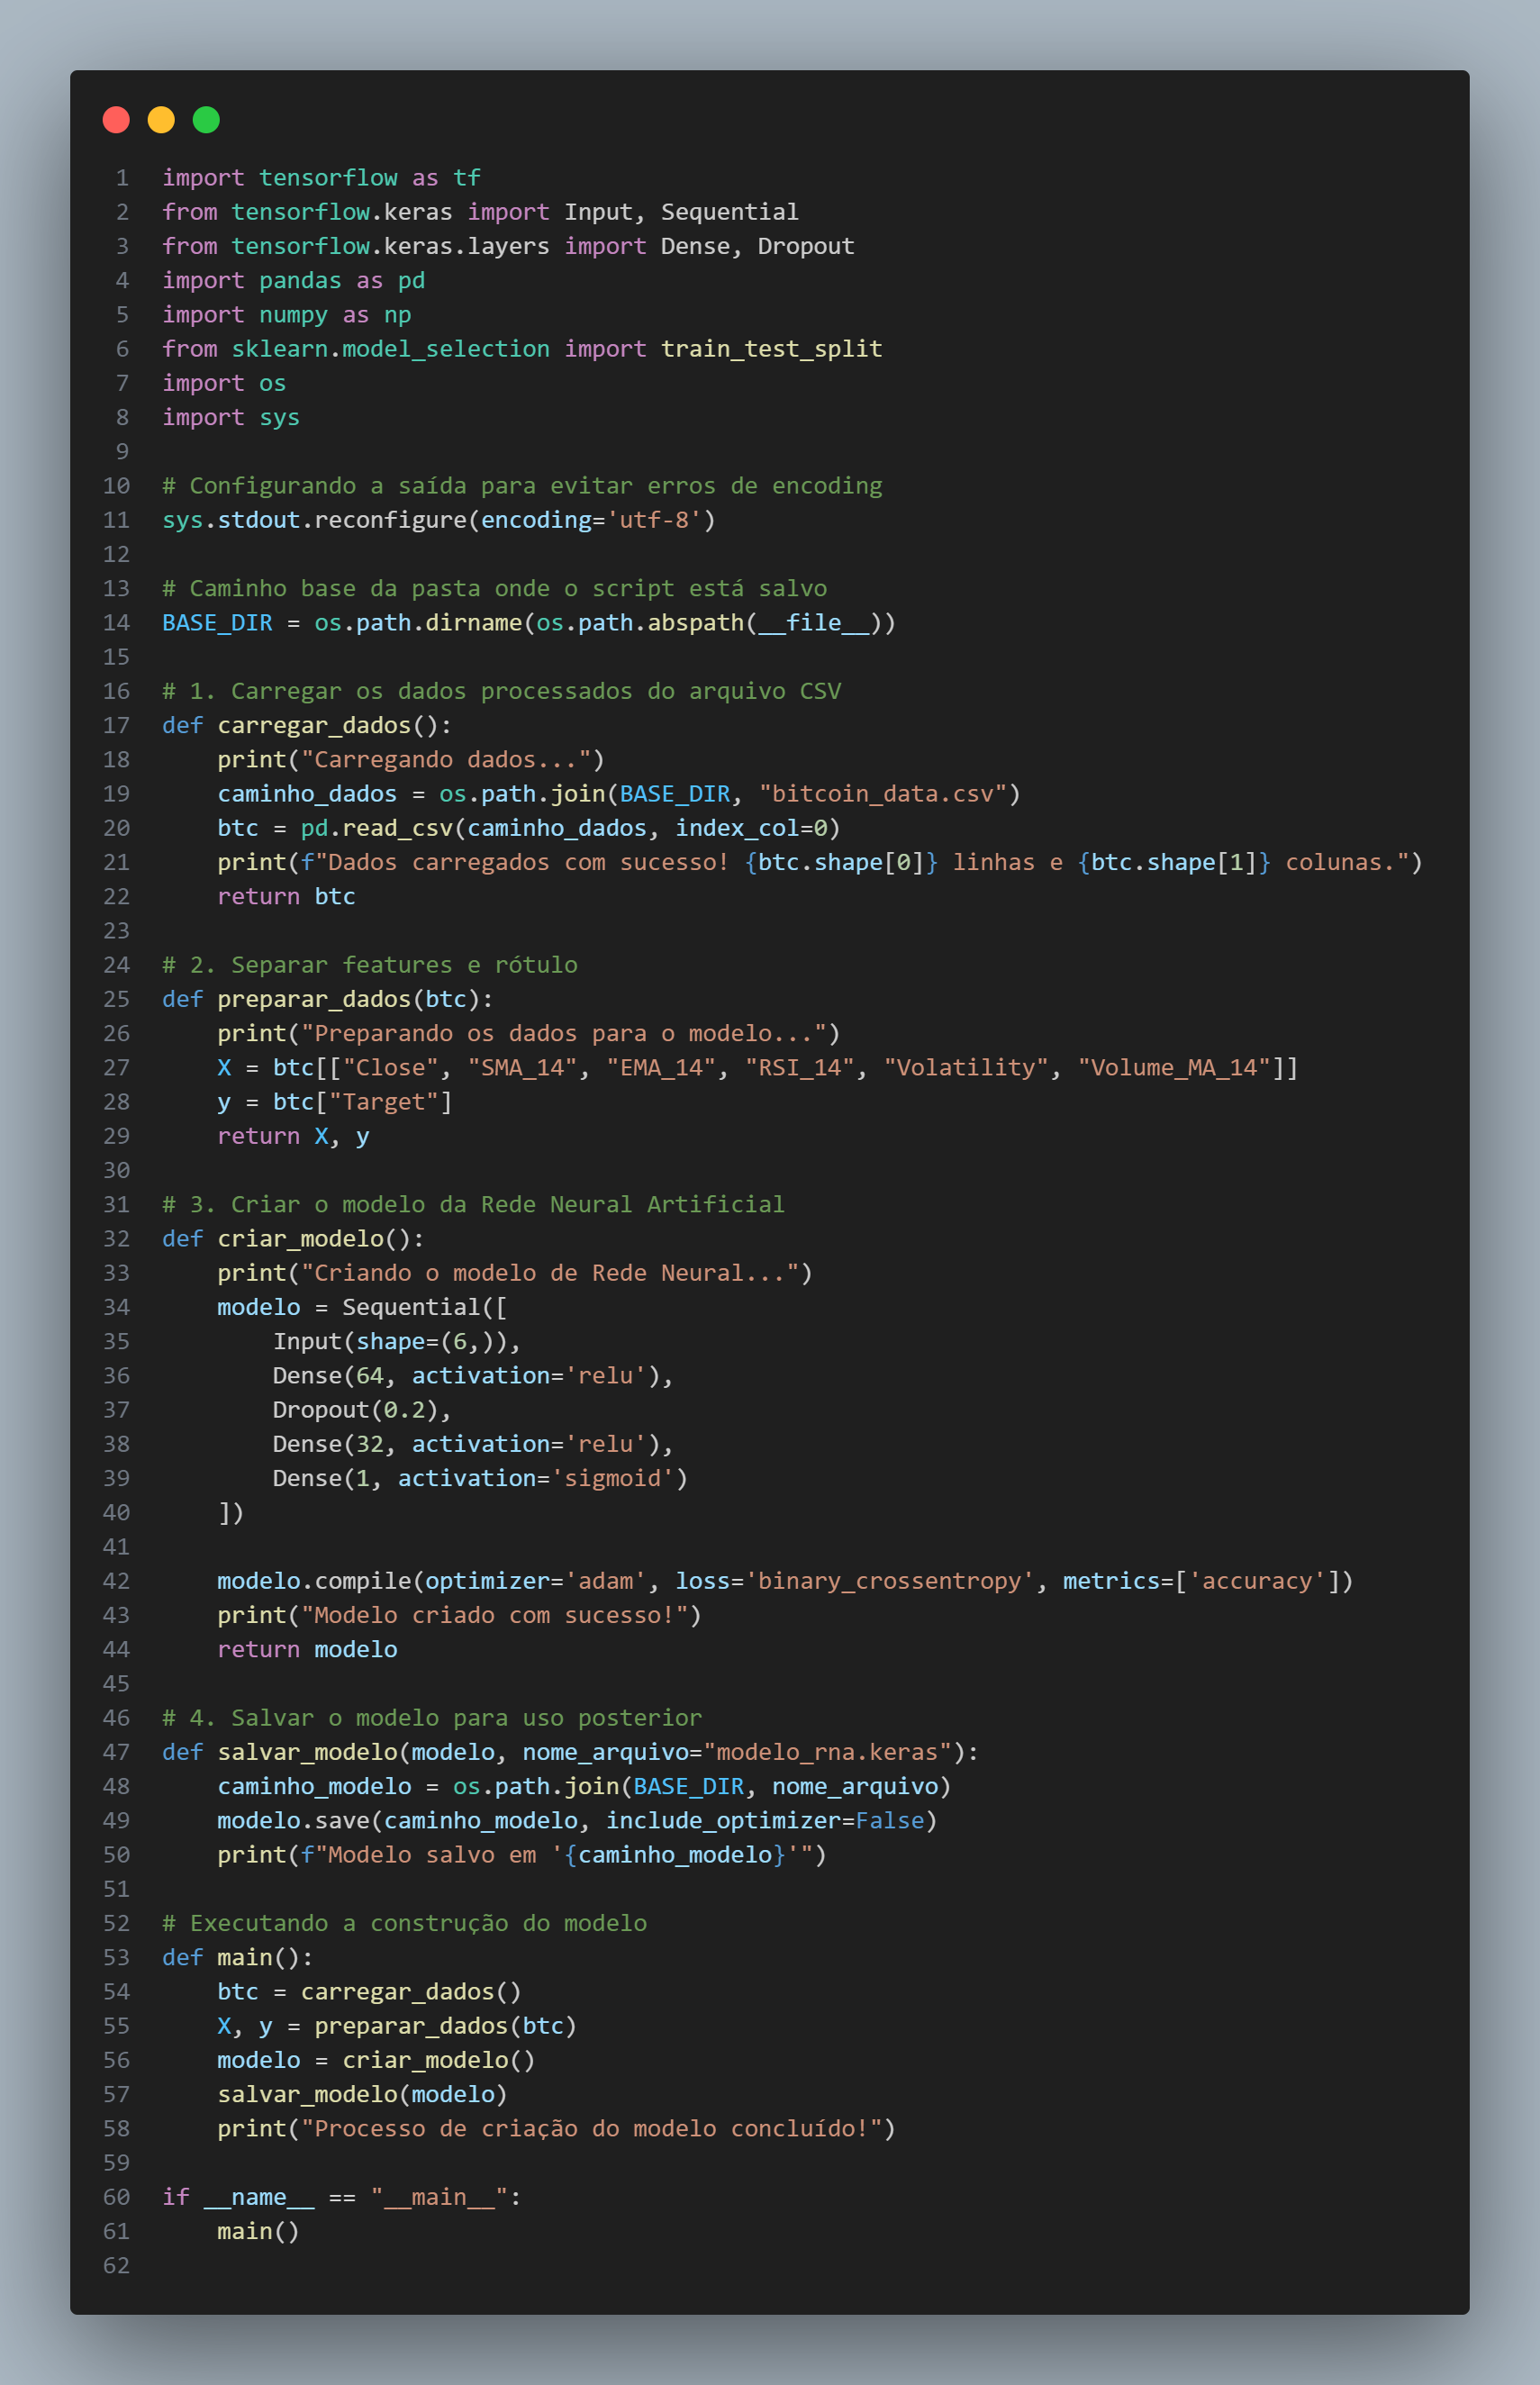 1 import tensorflow as tf
2 from tensorflow.keras import Input, Sequential
3 from tensorflow.keras.layers import Dense, Dropout
4 import pandas as pd
5 import numpy as np
6 from sklearn.model_selection import train_test_split
7 import os
8 import sys
9
10 # Configurando a saída para evitar erros de encoding
11 sys.stdout.reconfigure(encoding='utf-8')
12
13 # Caminho base da pasta onde o script está salvo
14 BASE_DIR = os.path.dirname(os.path.abspath(__file__))
15
16 # 1. Carregar os dados processados do arquivo CSV
17 def carregar_dados():
18     print("Carregando dados...")
19     caminho_dados = os.path.join(BASE_DIR, "bitcoin_data.csv")
20     btc = pd.read_csv(caminho_dados, index_col=0)
21     print(f"Dados carregados com sucesso! {btc.shape[0]} linhas e {btc.shape[1]} colunas.")
22     return btc
23
24 # 2. Separar features e rótulo
25 def preparar_dados(btc):
26     print("Preparando os dados para o modelo...")
27     X = btc[["Close", "SMA_14", "EMA_14", "RSI_14", "Volatility", "Volume_MA_14"]]
28     y = btc["Target"]
29     return X, y
30
31 # 3. Criar o modelo da Rede Neural Artificial
32 def criar_modelo():
33     print("Criando o modelo de Rede Neural...")
34     modelo = Sequential([
35         Input(shape=(6,)),
36         Dense(64, activation='relu'),
37         Dropout(0.2),
38         Dense(32, activation='relu'),
39         Dense(1, activation='sigmoid')
40     ])
41
42     modelo.compile(optimizer='adam', loss='binary_crossentropy', metrics=['accuracy'])
43     print("Modelo criado com sucesso!")
44     return modelo
45
46 # 4. Salvar o modelo para uso posterior
47 def salvar_modelo(modelo, nome_arquivo="modelo_rna.keras"):
48     caminho_modelo = os.path.join(BASE_DIR, nome_arquivo)
49     modelo.save(caminho_modelo, include_optimizer=False)
50     print(f"Modelo salvo em '{caminho_modelo}'")
51
52 # Executando a construção do modelo
53 def main():
54     btc = carregar_dados()
55     X, y = preparar_dados(btc)
56     modelo = criar_modelo()
57     salvar_modelo(modelo)
58     print("Processo de criação do modelo concluído!")
59
60 if __name__ == "__main__":
61     main()
62